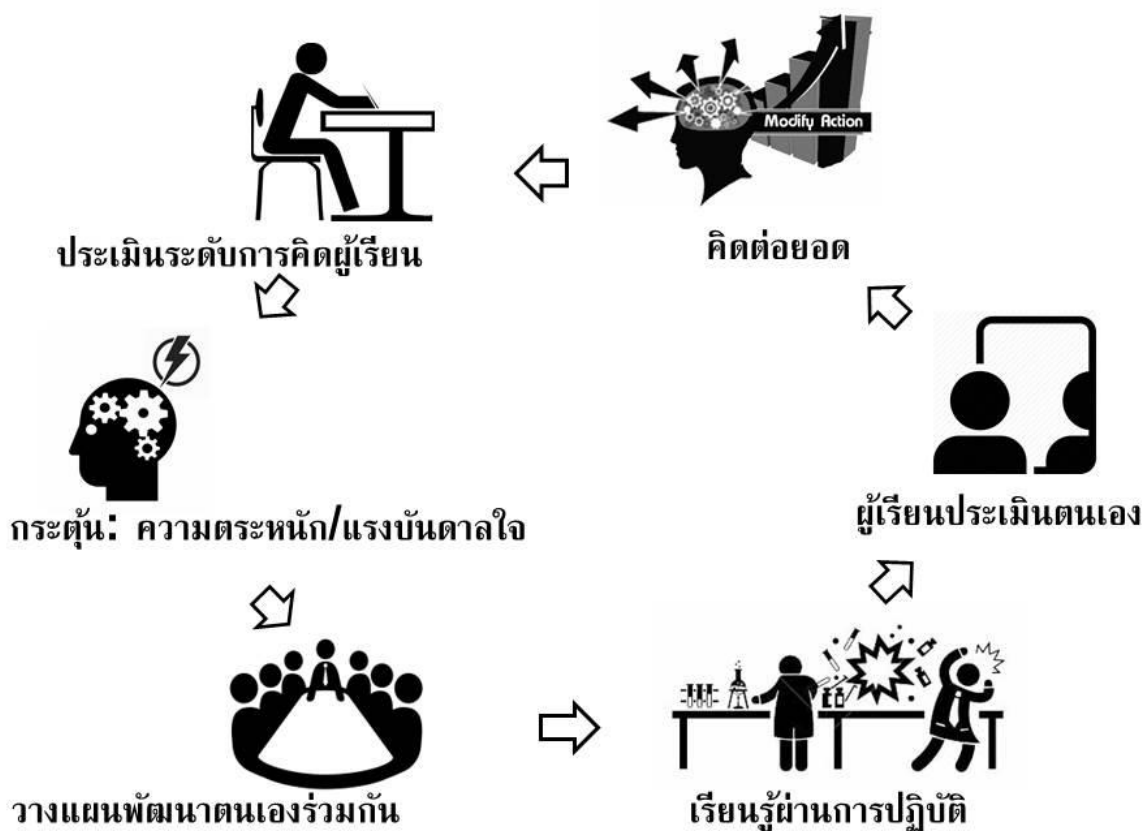 Modify Action
ประเมินระดับการคิดผู้เรียน
คิดต่อยอด
กระตุ้น: ความตระหนัก/แรงบันดาลใจ
ผู้เรียนประเมินตนเอง
วางแผนพัฒนาตนเองร่วมกัน
เรียนรู้ผ่านการปฏิบัติ